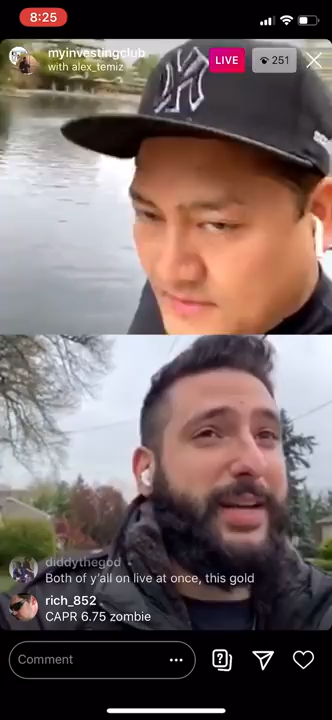 8:25
myinvestingclub
with alex_temiz
LIVE
251
NY
diddythegod
Both of y'all on live at once, this gold
rich_852
CAPR 6.75 zombie
Comment